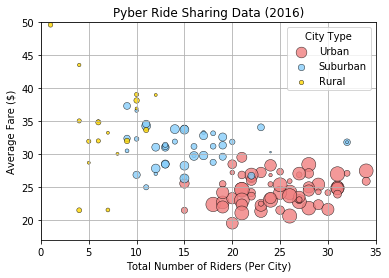 Pyber Ride Sharing Data (2016)
City Type
Urban
Suburban
Rural
Average Fare ($)
50
45
40
35
30
25
20
0 5 10 15 20 25 30 35
Total Number of Riders (Per City)